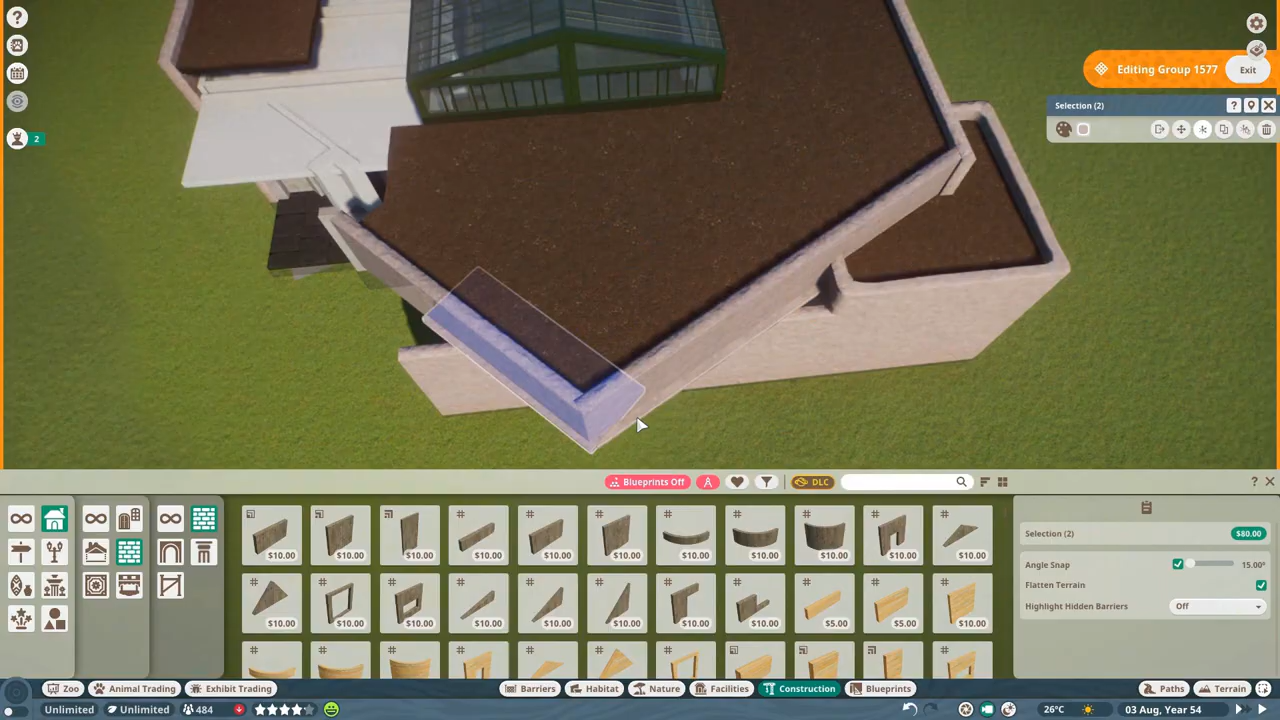 ?
Editing Group 1577
Exit
Selection (2)
?
2
Blueprints Off
DLC
?
$10.00 $10.00 $10.00 $10.00 $10.00 $10.00 $10.00 $10.00 $10.00 $10.00 $10.00
$10.00 $10.00 $10.00 $10.00 $10.00 $10.00 $10.00 $10.00 $5.00 $5.00 $10.00
Selection (2)
$80.00
Angle Snap
15.00°
Flatten Terrain
Highlight Hidden Barriers
Off
Zoo
Animal Trading
Exhibit Trading
Barriers
Habitat
Nature
Facilities
Construction
Blueprints
Paths
Terrain
Unlimited
Unlimited
484
26°C
03 Aug, Year 54